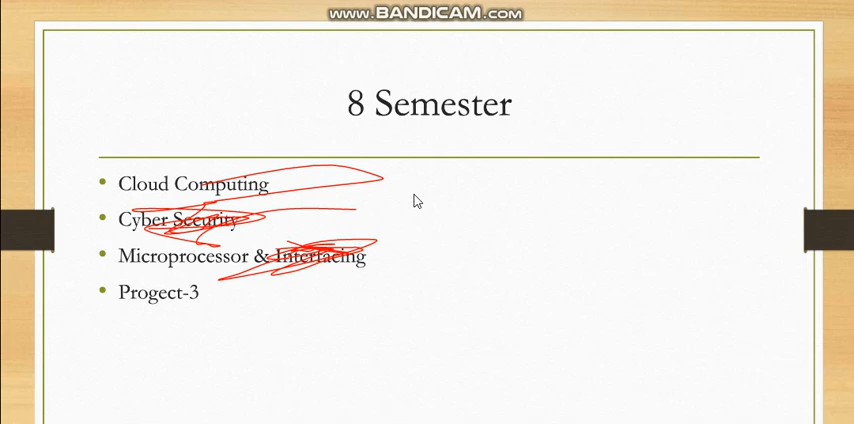 www.BANDICAM.com
8 Semester
Cloud Computing
Cyber Security
Microprocessor & Interfacing
Progect-3